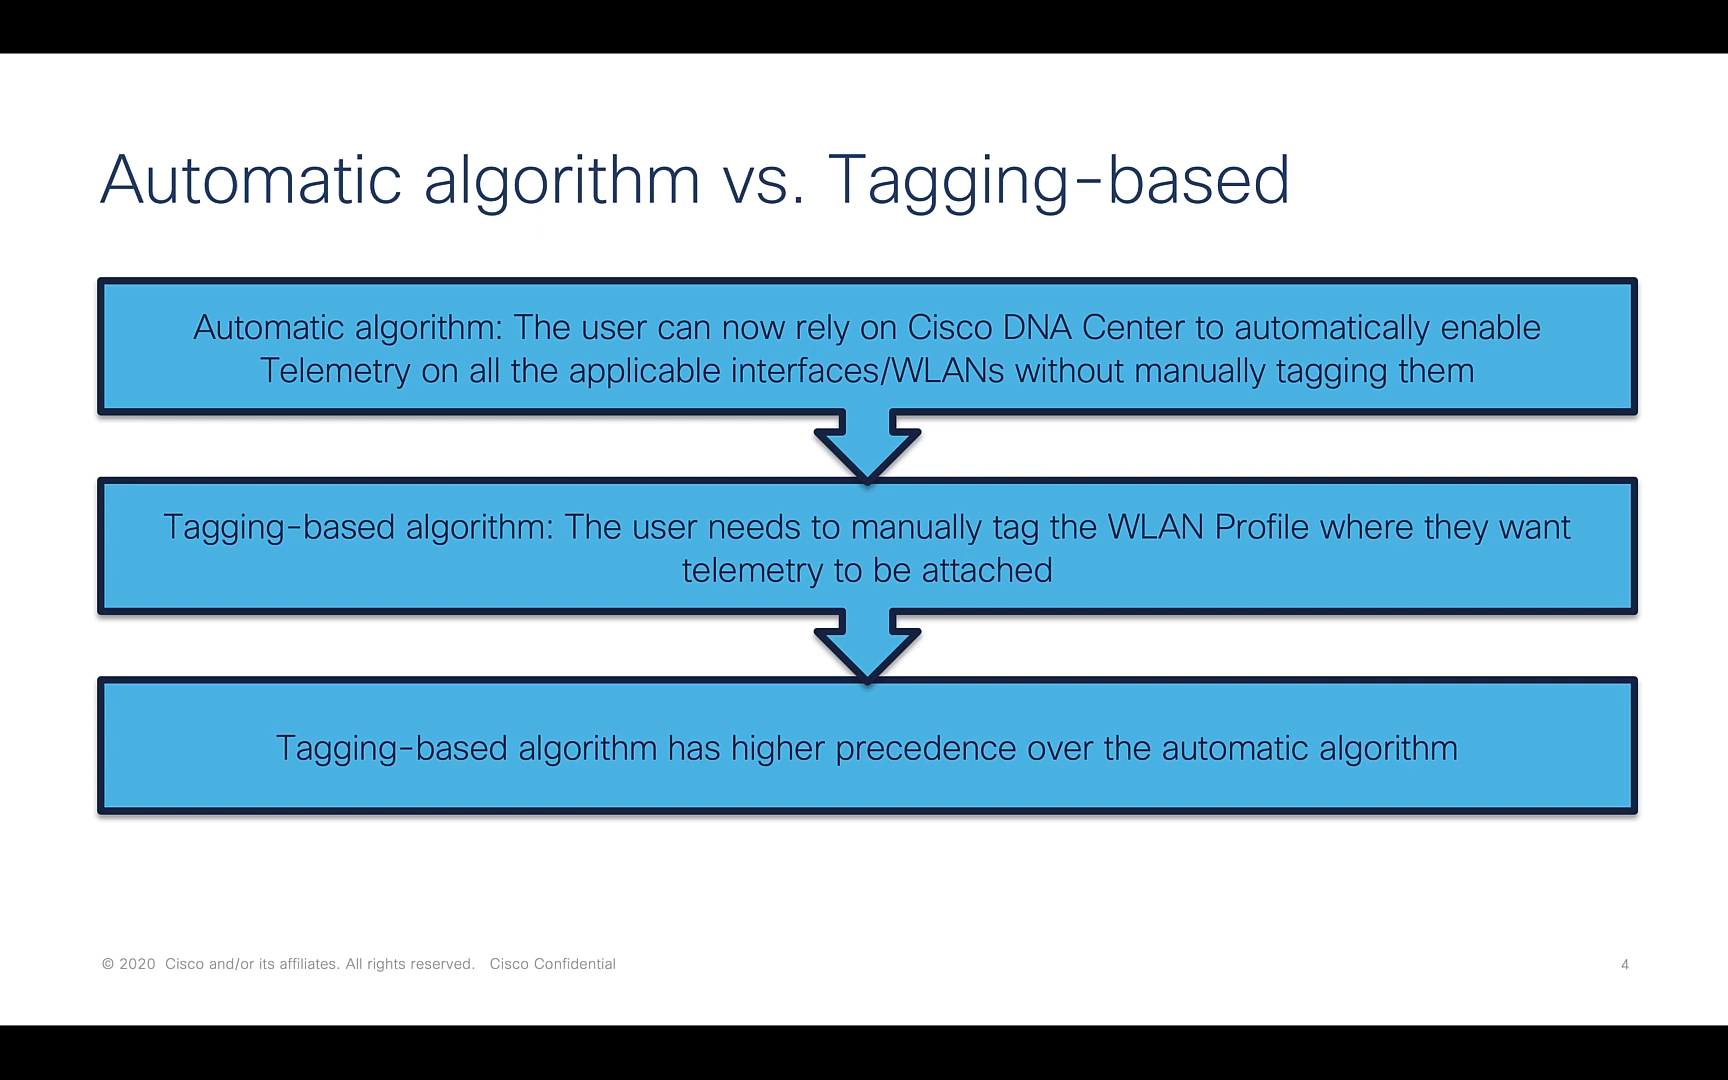 Automatic algorithm vs. Tagging-based
Automatic algorithm: The user can now rely on Cisco DNA Center to automatically enable
Telemetry on all the applicable interfaces/WLANs without manually tagging them
Tagging-based algorithm: The user needs to manually tag the WLAN Profile where they want
telemetry to be attached
Tagging-based algorithm has higher precedence over the automatic algorithm
© 2020 Cisco and/or its affiliates. All rights reserved. Cisco Confidential
4